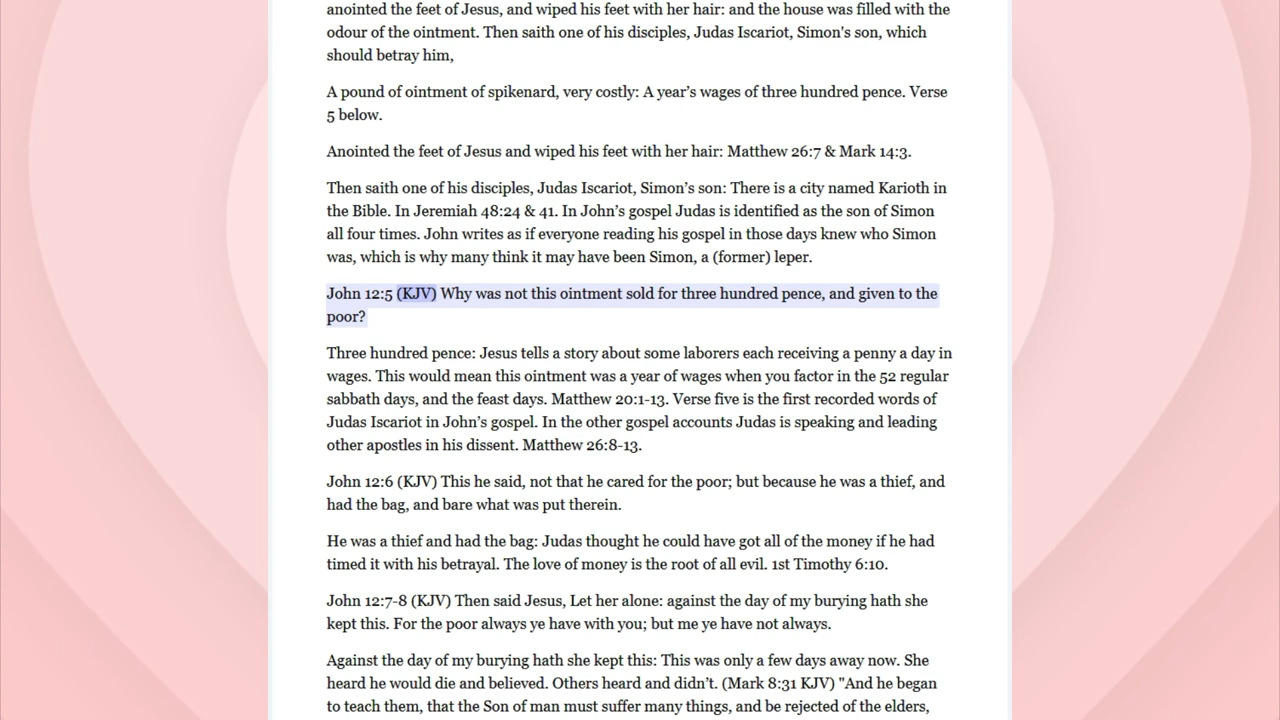 anointed the feet of Jesus, and wiped his feet with her hair: and the house was filled with the
odour of the ointment. Then saith one of his disciples, Judas Iscariot, Simon's son, which
should betray him,
A pound of ointment of spikenard, very costly: A year’s wages of three hundred pence. Verse
5 below.
Anointed the feet of Jesus and wiped his feet with her hair: Matthew 26:7 & Mark 14:3.
Then saith one of his disciples, Judas Iscariot, Simon’s son: There is a city named Karioth in
the Bible. In Jeremiah 48:24 & 41. In John’s gospel Judas is identified as the son of Simon
all four times. John writes as if everyone reading his gospel in those days knew who Simon
was, which is why many think it may have been Simon, a (former) leper.
John 12:5 (KJV) Why was not this ointment sold for three hundred pence, and given to the
poor?
Three hundred pence: Jesus tells a story about some laborers each receiving a penny a day in
wages. This would mean this ointment was a year of wages when you factor in the 52 regular
sabbath days, and the feast days. Matthew 20:1-13. Verse five is the first recorded words of
Judas Iscariot in John’s gospel. In the other gospel accounts Judas is speaking and leading
other apostles in his dissent. Matthew 26:8-13.
John 12:6 (KJV) This he said, not that he cared for the poor; but because he was a thief, and
had the bag, and bare what was put therein.
He was a thief and had the bag: Judas thought he could have got all of the money if he had
timed it with his betrayal. The love of money is the root of all evil. 1st Timothy 6:10.
John 12:7-8 (KJV) Then said Jesus, Let her alone: against the day of my burying hath she
kept this. For the poor always ye have with you; but me ye have not always.
Against the day of my burying hath she kept this: This was only a few days away now. She
heard he would die and believed. Others heard and didn’t. (Mark 8:31 KJV) "And he began
to teach them, that the Son of man must suffer many things, and be rejected of the elders,